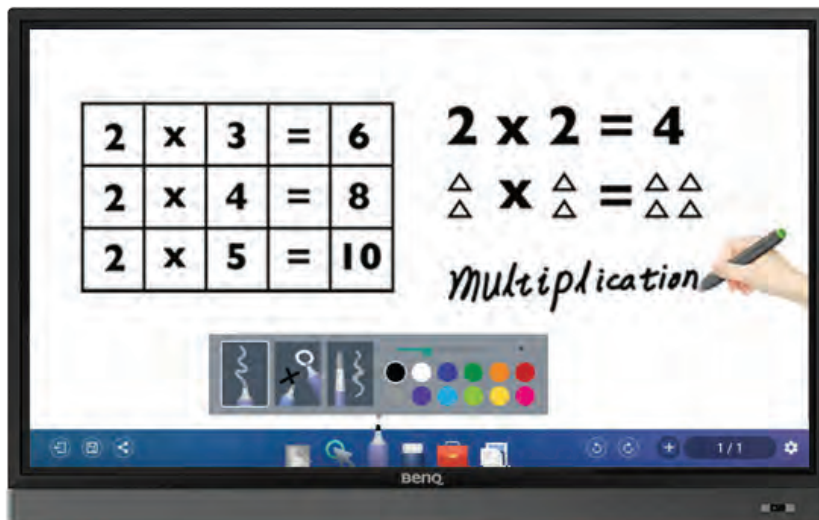 2 x 3 = 6
2 x 4 = 8
2 x 5 = 10
2 x 2 = 4
△△ x △△ = △△△△
multiplication
1 / 1
BenQ